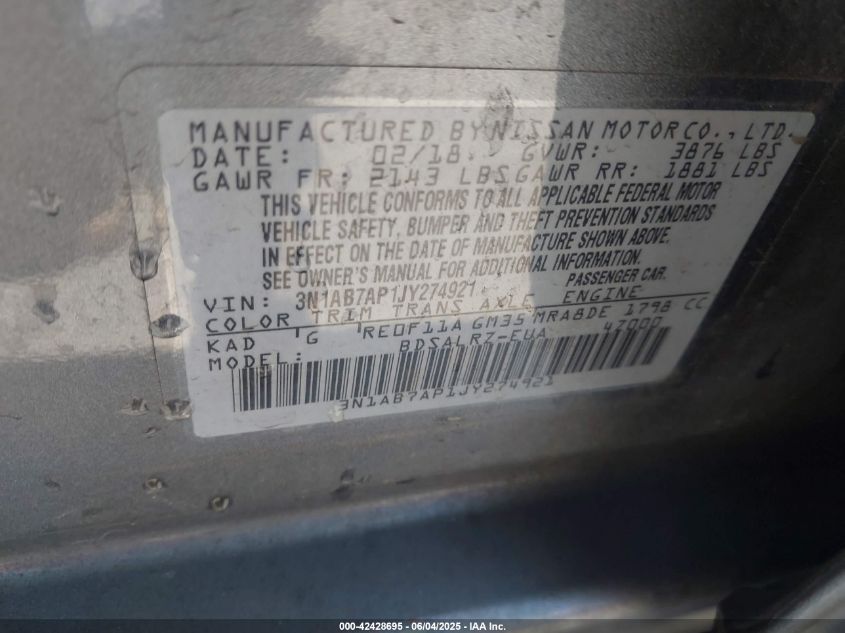 MANUFACTURED BY NISSAN MOTOR CO., LTD.
DATE: 02/18 GVWR: 3876 LBS
GAWR FR: 2143 LBS GAWR RR: 1881 LBS
THIS VEHICLE CONFORMS TO ALL APPLICABLE FEDERAL MOTOR
VEHICLE SAFETY, BUMPER AND THEFT PREVENTION STANDARDS
IN EFFECT ON THE DATE OF MANUFACTURE SHOWN ABOVE.
SEE OWNER'S MANUAL FOR ADDITIONAL INFORMATION.
VIN: 3N1AB7AP1JY274921 PASSENGER CAR.
COLOR TRIM TRANS AXLE ENGINE
KAD G RE0F11A GM35 MRA8DE 1798 CC
MODEL: BDSALRZ-EUA 47000
3N1AB7AP1JY274921
000-42428695 - 06/04/2025 - IAA Inc.